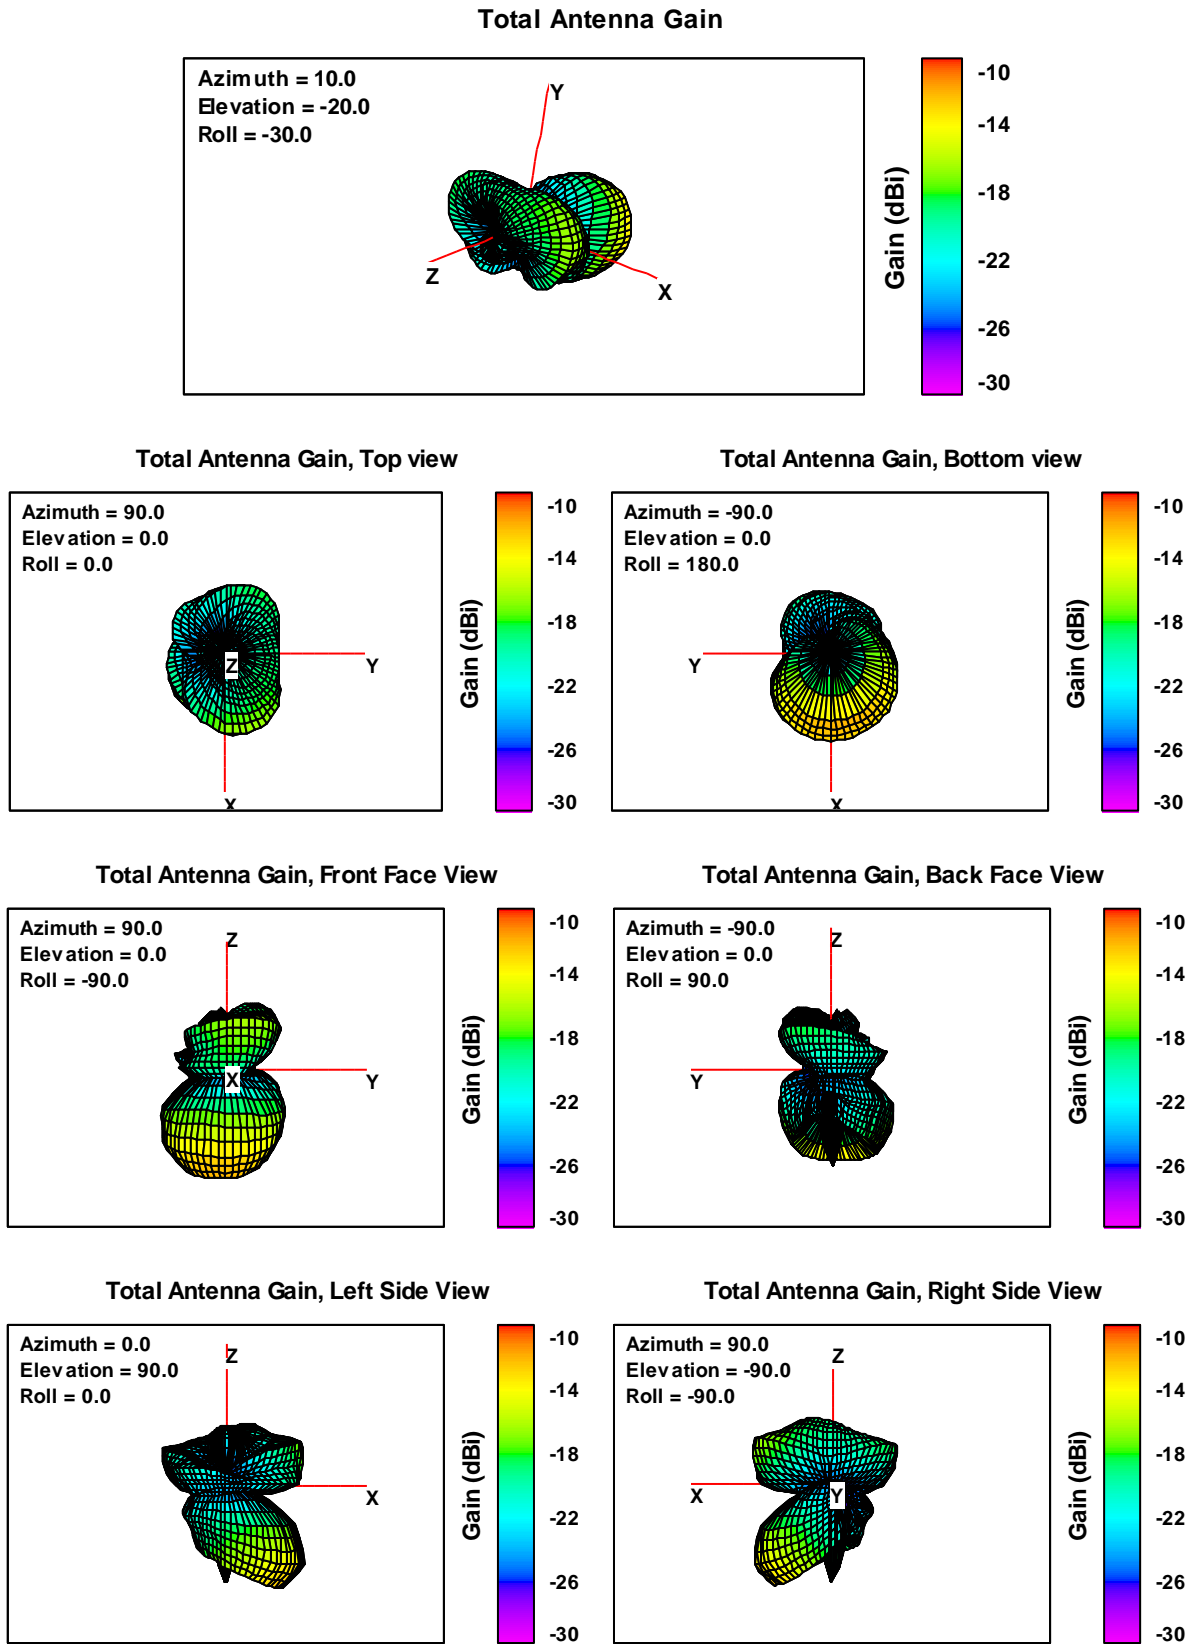 Total Antenna Gain
Azimuth = 10.0
Elevation = -20.0
Roll = -30.0
Y
Z
X
Gain (dBi)
-10
-14
-18
-22
-26
-30
Total Antenna Gain, Top view
Azimuth = 90.0
Elevation = 0.0
Roll = 0.0
Z
Y
X
Gain (dBi)
-10
-14
-18
-22
-26
-30
Total Antenna Gain, Bottom view
Azimuth = -90.0
Elevation = 0.0
Roll = 180.0
Y
X
Gain (dBi)
-10
-14
-18
-22
-26
-30
Total Antenna Gain, Front Face View
Azimuth = 90.0
Elevation = 0.0
Roll = -90.0
Z
X
Y
Gain (dBi)
-10
-14
-18
-22
-26
-30
Total Antenna Gain, Back Face View
Azimuth = -90.0
Elevation = 0.0
Roll = 90.0
Z
Y
Gain (dBi)
-10
-14
-18
-22
-26
-30
Total Antenna Gain, Left Side View
Azimuth = 0.0
Elevation = 90.0
Roll = 0.0
Z
X
Gain (dBi)
-10
-14
-18
-22
-26
-30
Total Antenna Gain, Right Side View
Azimuth = 90.0
Elevation = -90.0
Roll = -90.0
Z
X
Y
Gain (dBi)
-10
-14
-18
-22
-26
-30